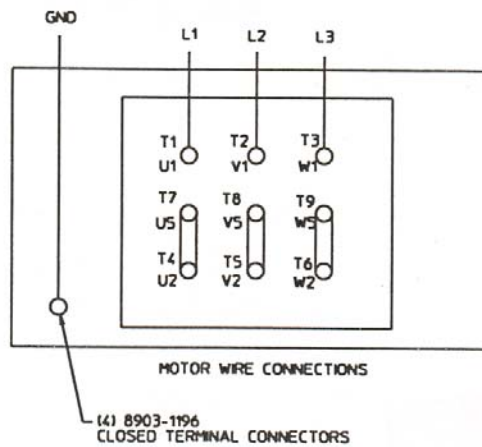 GND
L1 L2 L3
T1 T2 T3
U1 V1 W1
T7 T8 T9
U5 V5 W5
T4 T5 T6
U2 V2 W2
MOTOR WIRE CONNECTIONS
(4) 8903-1196
CLOSED TERMINAL CONNECTORS